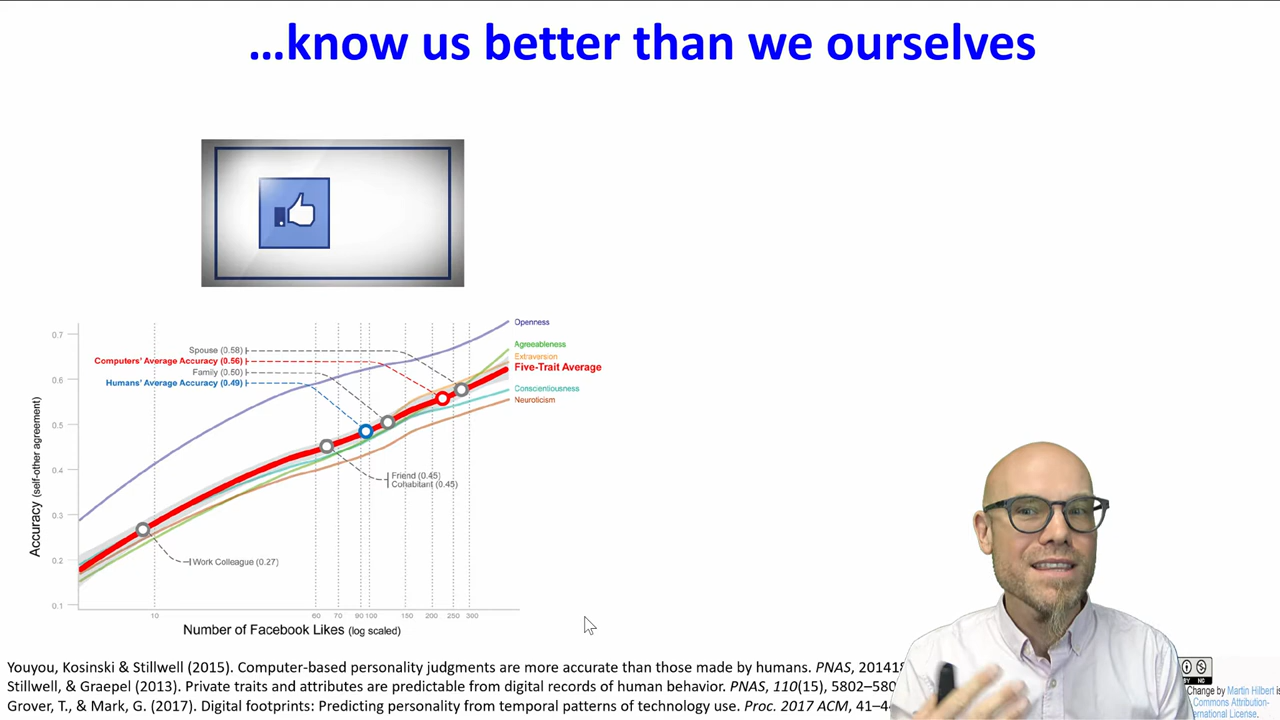 …know us better than we ourselves
0.7
0.6
0.5
0.4
0.3
0.2
0.1
Accuracy (self-other agreement)
Spouse (0.58)
Computers' Average Accuracy (0.56)
Family (0.50)
Humans' Average Accuracy (0.49)
Friend (0.45)
Cohabitant (0.45)
Work Colleague (0.27)
Openness
Agreeableness
Extraversion
Five-Trait Average
Conscientiousness
Neuroticism
10 60 70 90 100 150 200 250 300
Number of Facebook Likes (log scaled)
Youyou, Kosinski & Stillwell (2015). Computer-based personality judgments are more accurate than those made by humans. PNAS, 201418
Stillwell, & Graepel (2013). Private traits and attributes are predictable from digital records of human behavior. PNAS, 110(15), 5802–580
Grover, T., & Mark, G. (2017). Digital footprints: Predicting personality from temporal patterns of technology use. Proc. 2017 ACM, 41–4
BY NC
Change by Martin Hilbert is
Commons Attribution-
ernational License.